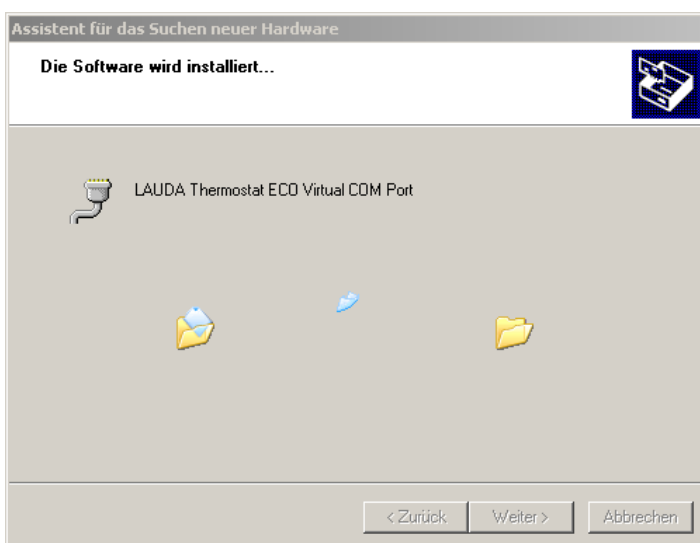 Assistent für das Suchen neuer Hardware
Die Software wird installiert...
LAUDA Thermostat ECO Virtual COM Port
< Zurück
Weiter >
Abbrechen